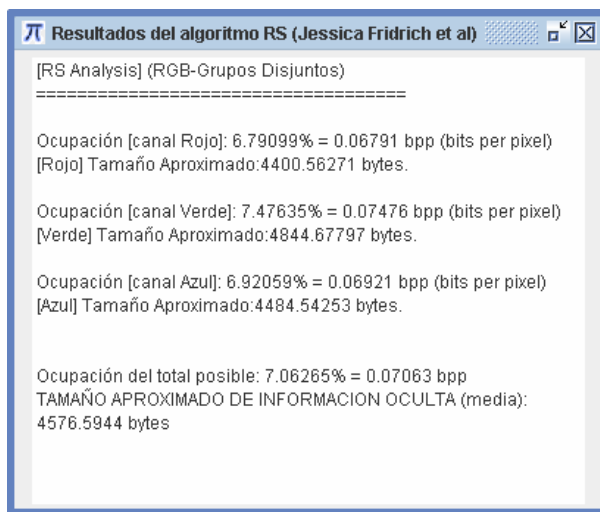 Resultados del algoritmo RS (Jessica Fridrich et al)
[RS Analysis] (RGB-Grupos Disjuntos)
====================================
Ocupación [canal Rojo]: 6.79099% = 0.06791 bpp (bits per pixel)
[Rojo] Tamaño Aproximado:4400.56271 bytes.
Ocupación [canal Verde]: 7.47635% = 0.07476 bpp (bits per pixel)
[Verde] Tamaño Aproximado:4844.67797 bytes.
Ocupación [canal Azul]: 6.92059% = 0.06921 bpp (bits per pixel)
[Azul] Tamaño Aproximado:4484.54253 bytes.
Ocupación del total posible: 7.06265% = 0.07063 bpp
TAMAÑO APROXIMADO DE INFORMACION OCULTA (media):
4576.5944 bytes